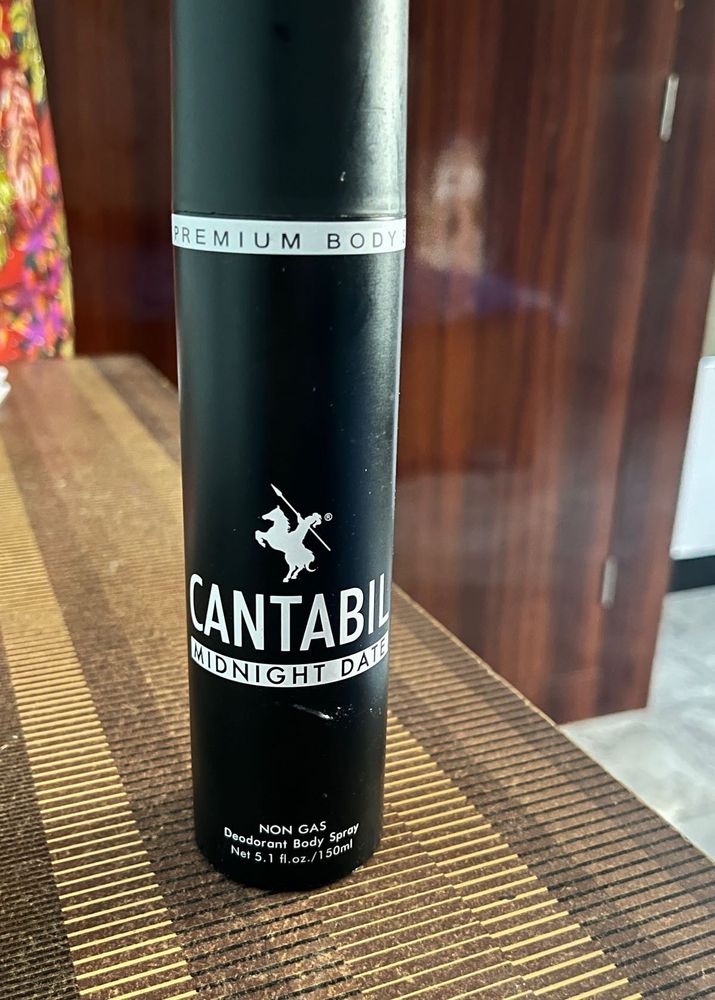 PREMIUM BODY
®
CANTABIL
MIDNIGHT DATE
NON GAS
Deodorant Body Spray
Net 5.1 fl.oz./150ml